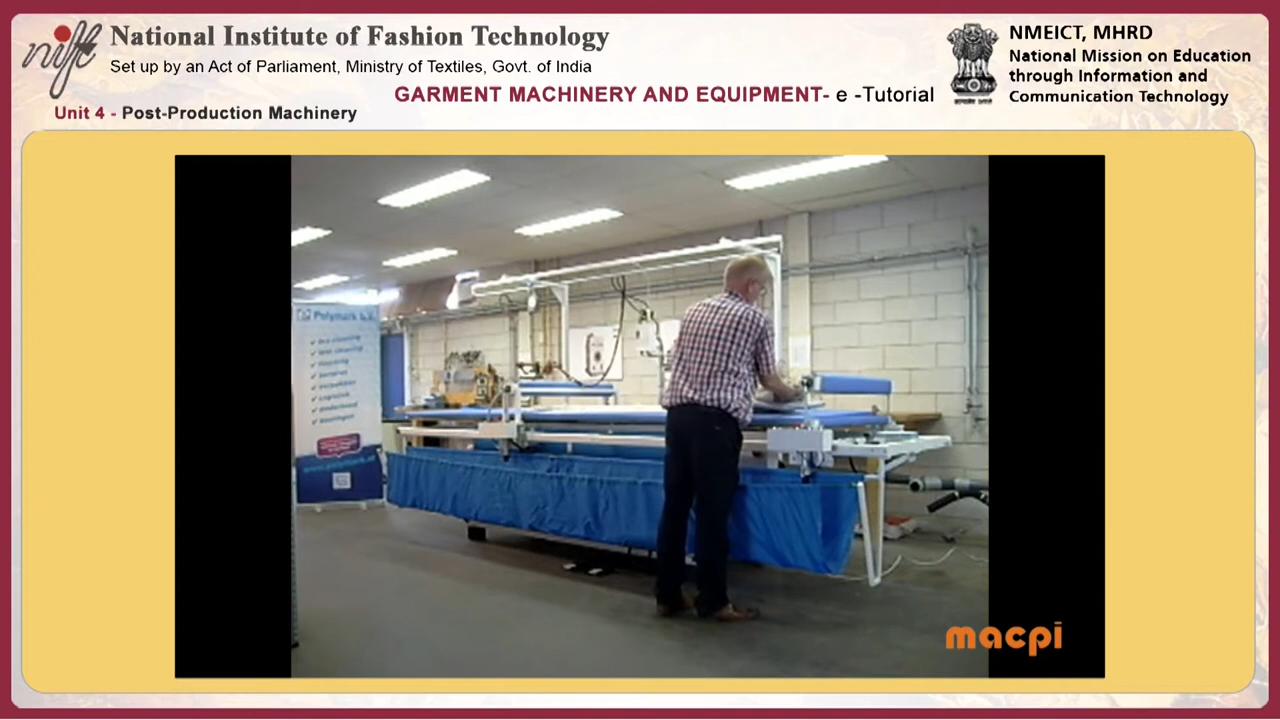 nift
National Institute of Fashion Technology
Set up by an Act of Parliament, Ministry of Textiles, Govt. of India
GARMENT MACHINERY AND EQUIPMENT- e -Tutorial
Unit 4 - Post-Production Machinery
NMEICT, MHRD
National Mission on Education
through Information and
Communication Technology
Polymark b.v.
macpi